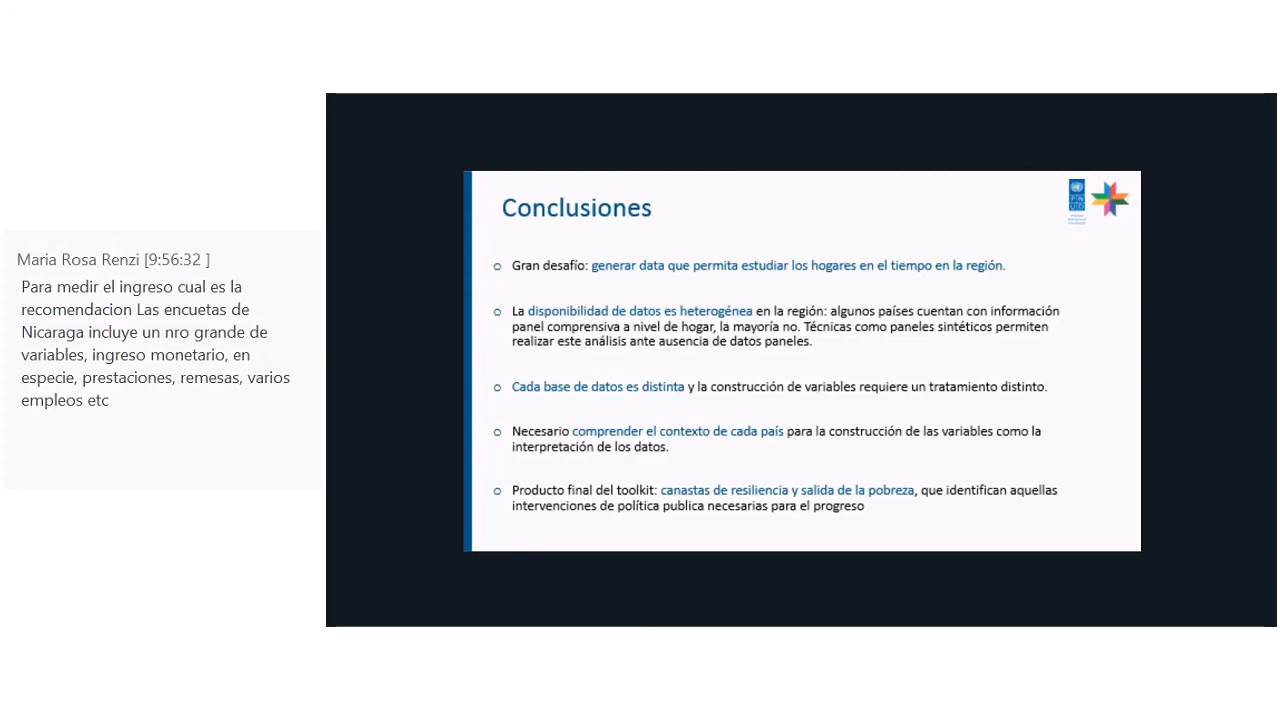 Maria Rosa Renzi [9:56:32 ]
Para medir el ingreso cual es la
recomendacion Las encuetas de
Nicaraga incluye un nro grande de
variables, ingreso monetario, en
especie, prestaciones, remesas, varios
empleos etc
Conclusiones
PN
UD
Gran desafío: generar data que permita estudiar los hogares en el tiempo en la región.
La disponibilidad de datos es heterogénea en la región: algunos países cuentan con información
panel comprensiva a nivel de hogar, la mayoría no. Técnicas como paneles sintéticos permiten
realizar este análisis ante ausencia de datos paneles.
Cada base de datos es distinta y la construcción de variables requiere un tratamiento distinto.
Necesario comprender el contexto de cada país para la construcción de las variables como la
interpretación de los datos.
Producto final del toolkit: canastas de resiliencia y salida de la pobreza, que identifican aquellas
intervenciones de política publica necesarias para el progreso